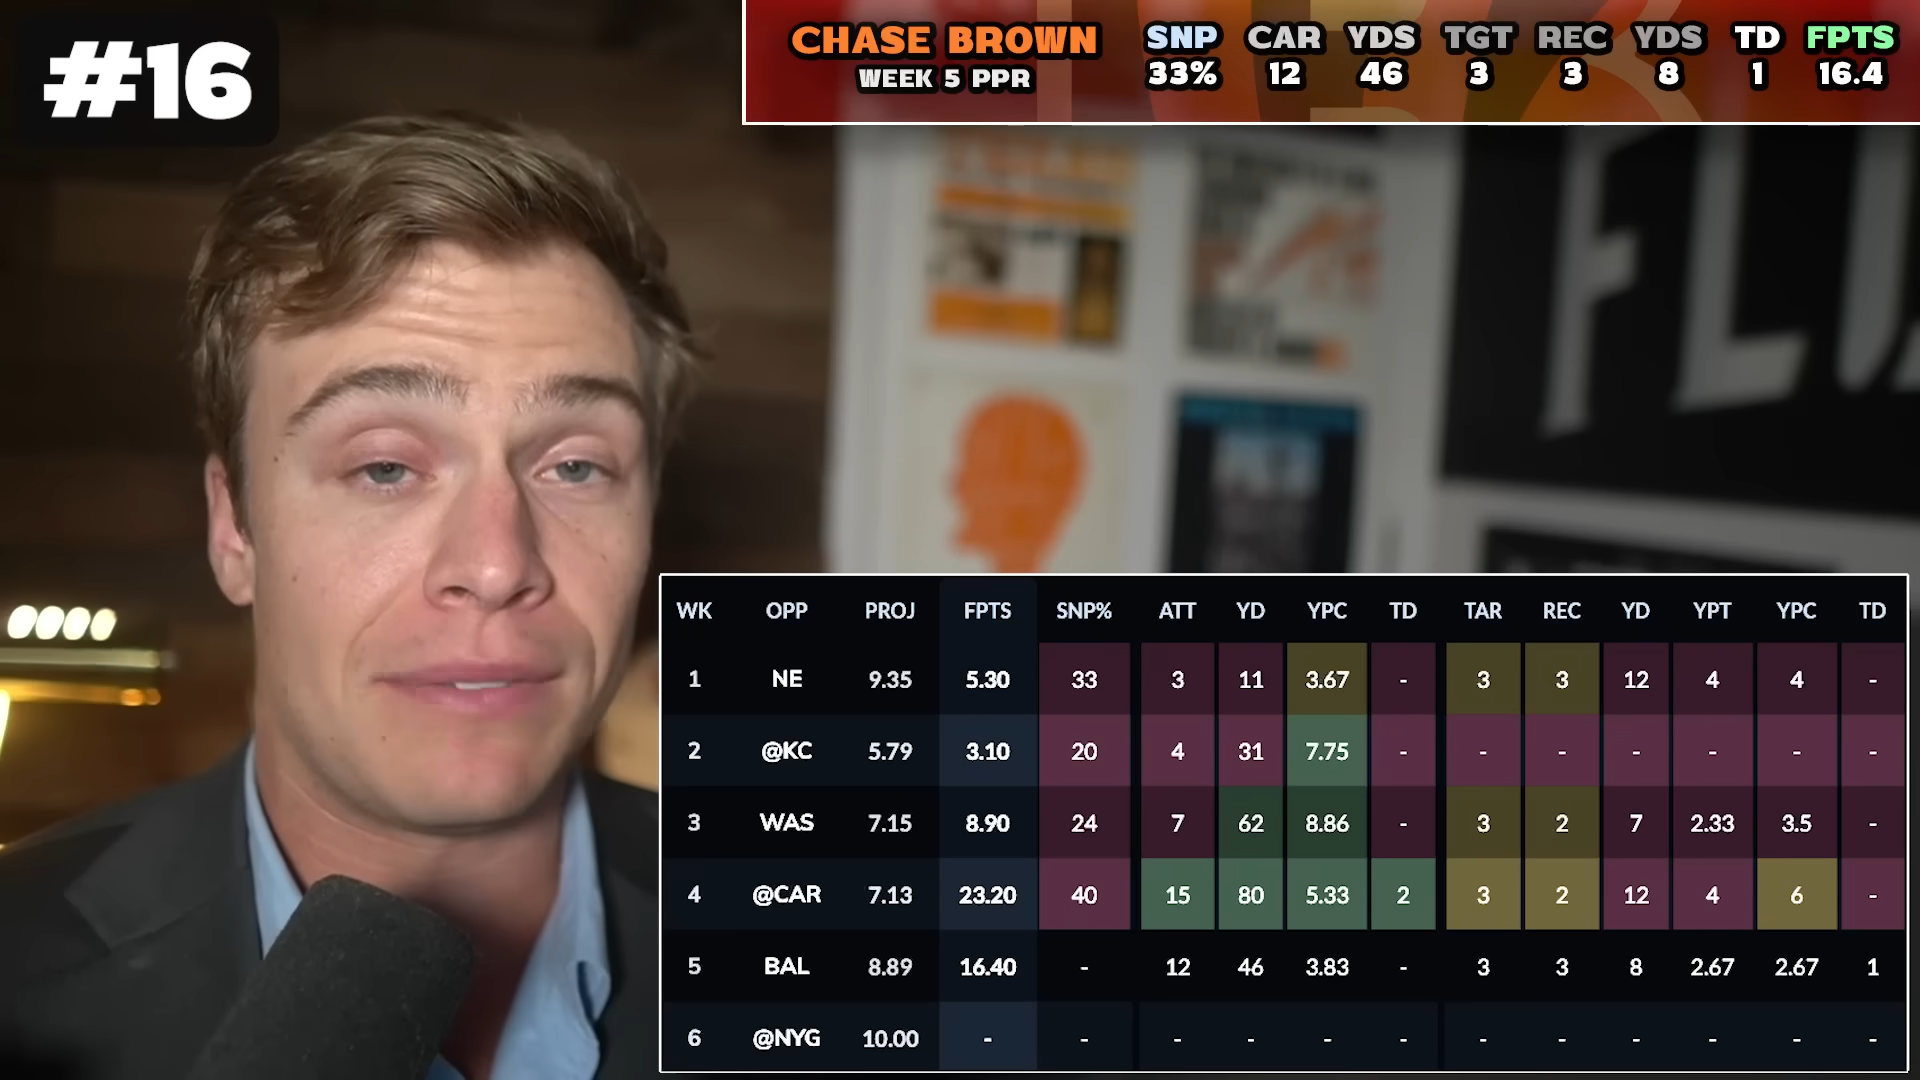 #16
CHASE BROWN
WEEK 5 PPR
SNP CAR YDS TGT REC YDS TD FPTS
33% 12 46 3 3 8 1 16.4
WK OPP PROJ FPTS SNP% ATT YD YPC TD TAR REC YD YPT YPC TD
1 NE 9.35 5.30 33 3 11 3.67 - 3 3 12 4 4 -
2 @KC 5.79 3.10 20 4 31 7.75 - - - - - - -
3 WAS 7.15 8.90 24 7 62 8.86 - 3 2 7 2.33 3.5 -
4 @CAR 7.13 23.20 40 15 80 5.33 2 3 2 12 4 6 -
5 BAL 8.89 16.40 - 12 46 3.83 - 3 3 8 2.67 2.67 1
6 @NYG 10.00 - - - - - - - - - - - -